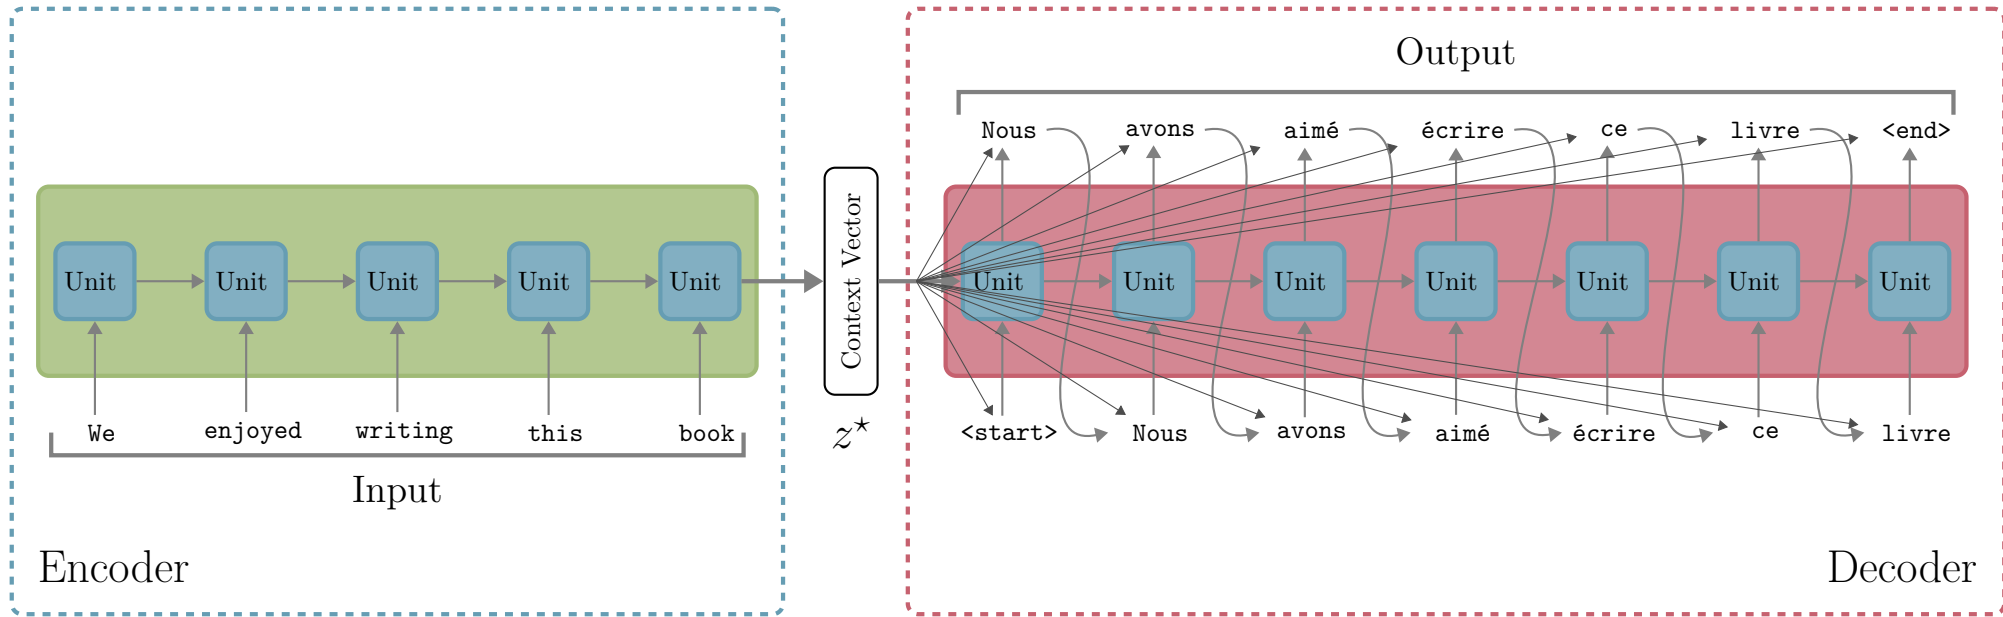 Output
Nous avons aimé écrire ce livre <end>
Unit Unit Unit Unit Unit
Context Vector
Unit Unit Unit Unit Unit Unit Unit
We enjoyed writing this book
z⋆
<start> Nous avons aimé écrire ce livre
Input
Encoder
Decoder